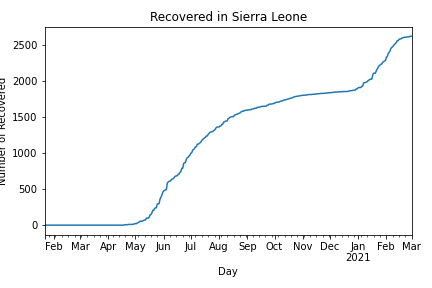 Recovered in Sierra Leone
Number of Recovered
2500
2000
1500
1000
500
0
Feb Mar Apr May Jun Jul Aug Sep Oct Nov Dec Jan Feb Mar
2021
Day